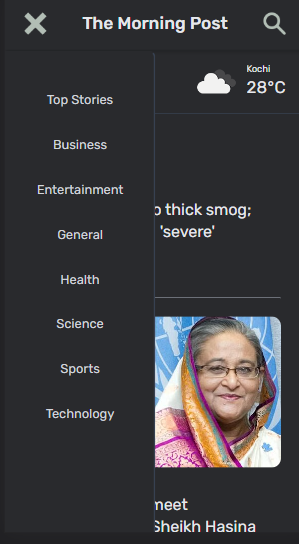 The Morning Post
Kochi
28°C
Top Stories
Business
Entertainment
General
Health
Science
Sports
Technology
thick smog;
'severe'
meet
Sheikh Hasina